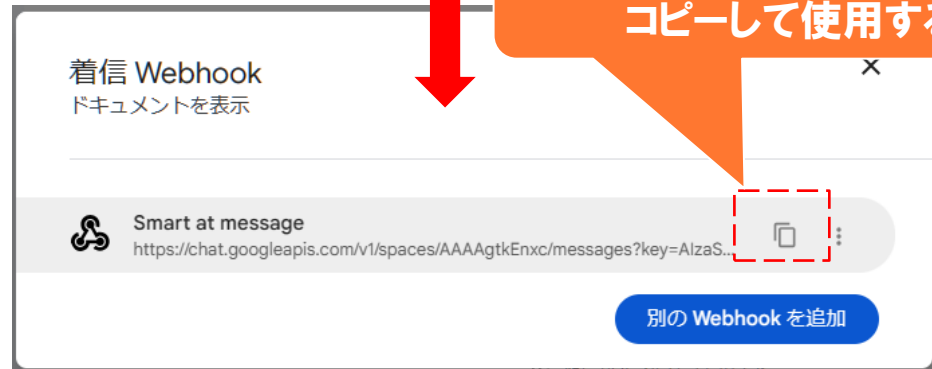 コピーして使用する
着信 Webhook
ドキュメントを表示
Smart at message
https://chat.googleapis.com/v1/spaces/AAAAgtkEnxc/messages?key=AIzaS...
別の Webhook を追加